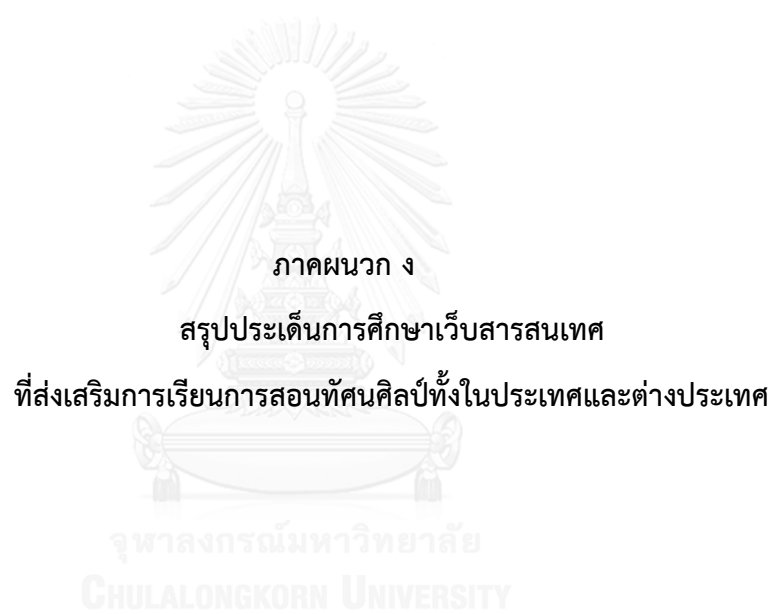 ภาคผนวก ง
สรุปประเด็นการศึกษาเว็บสารสนเทศ
ที่ส่งเสริมการเรียนการสอนทัศนศิลป์ทั้งในประเทศและต่างประเทศ
จุฬาลงกรณ์มหาวิทยาลัย
CHULALONGKORN UNIVERSITY